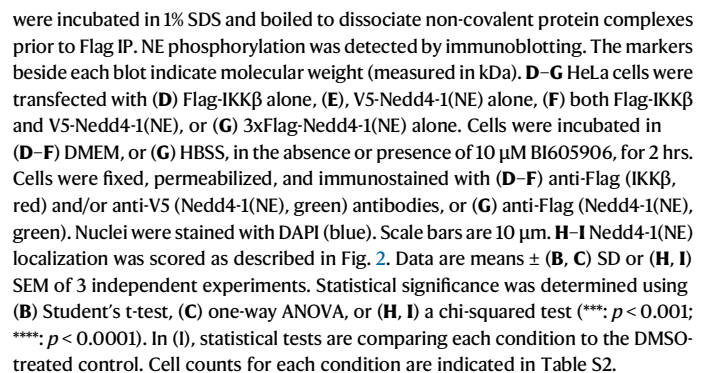 were incubated in 1% SDS and boiled to dissociate non-covalent protein complexes
prior to Flag IP. NE phosphorylation was detected by immunoblotting. The markers
beside each blot indicate molecular weight (measured in kDa). D–G HeLa cells were
transfected with (D) Flag-IKKβ alone, (E), V5-Nedd4-1(NE) alone, (F) both Flag-IKKβ
and V5-Nedd4-1(NE), or (G) 3xFlag-Nedd4-1(NE) alone. Cells were incubated in
(D–F) DMEM, or (G) HBSS, in the absence or presence of 10 μM BI605906, for 2 hrs.
Cells were fixed, permeabilized, and immunostained with (D–F) anti-Flag (IKKβ,
red) and/or anti-V5 (Nedd4-1(NE), green) antibodies, or (G) anti-Flag (Nedd4-1(NE),
green). Nuclei were stained with DAPI (blue). Scale bars are 10 μm. H–I Nedd4-1(NE)
localization was scored as described in Fig. 2. Data are means ± (B, C) SD or (H, I)
SEM of 3 independent experiments. Statistical significance was determined using
(B) Student’s t-test, (C) one-way ANOVA, or (H, I) a chi-squared test (***: p < 0.001;
****: p < 0.0001). In (I), statistical tests are comparing each condition to the DMSO-
treated control. Cell counts for each condition are indicated in Table S2.